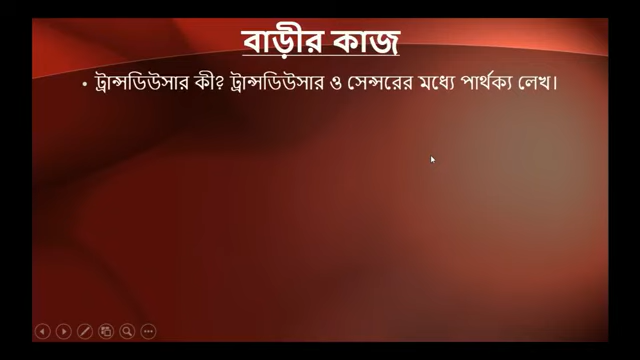 বাড়ীর কাজ
• ট্রান্সডিউসার কী? ট্রান্সডিউসার ও সেন্সরের মধ্যে পার্থক্য লেখ।